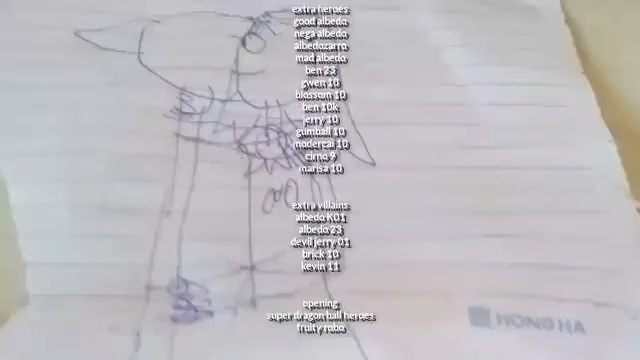 extra heroes
good albedo
nega albedo
albedozarro
mad albedo
ben 23
gwen 10
blossom 10
ben 10k
jerry 10
gumball 10
modercai 10
cirno 9
marisa 10
extra villains
albedo K01
albedo 23
devil jerry 01
brick 10
kevin 11
opening
super dragon ball heroes
fruity robo
HONGHA